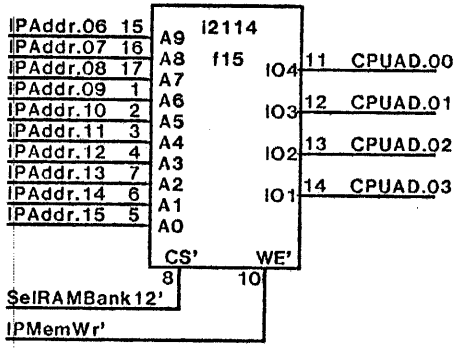 IPAddr.06 15 A9 i2114
IPAddr.07 16 A8 f15
IPAddr.08 17 A7 IO4 11 CPUAD.00
IPAddr.09 1 A6
IPAddr.10 2 A5 IO3 12 CPUAD.01
IPAddr.11 3 A4
IPAddr.12 4 A3 IO2 13 CPUAD.02
IPAddr.13 7 A2
IPAddr.14 6 A1 IO1 14 CPUAD.03
IPAddr.15 5 A0
CS' WE'
8 10
SelRAMBank12'
IPMemWr'